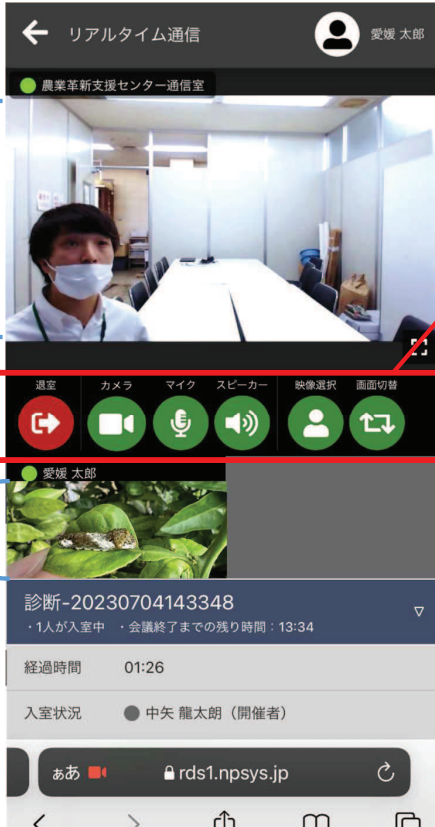 リアルタイム通信
愛媛 太郎
農業革新支援センター通信室
退室 カメラ マイク スピーカー 映像選択 画面切替
愛媛 太郎
診断-20230704143348
・1人が入室中 ・会議終了までの残り時間：13:34
経過時間 01:26
入室状況 中矢 龍太朗（開催者）
ぁあ rds1.npsys.jp